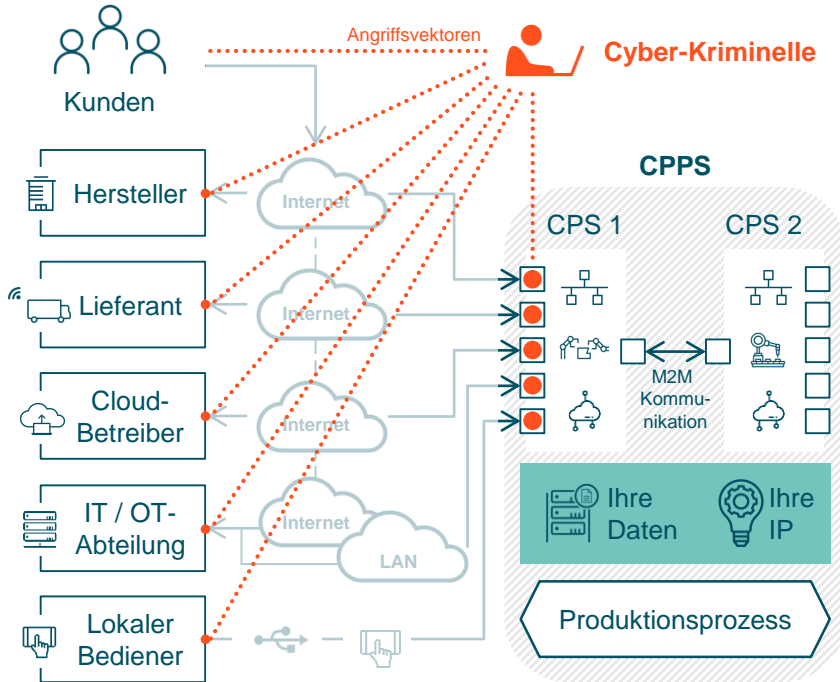 Angriffsvektoren
Cyber-Kriminelle
Kunden
CPPS
Hersteller
Internet
CPS 1
CPS 2
Lieferant
Internet
Cloud-
Betreiber
Internet
M2M
Kommu-
nikation
IT / OT-
Abteilung
Internet
LAN
Ihre
Daten
Ihre
IP
Lokaler
Bediener
Produktionsprozess